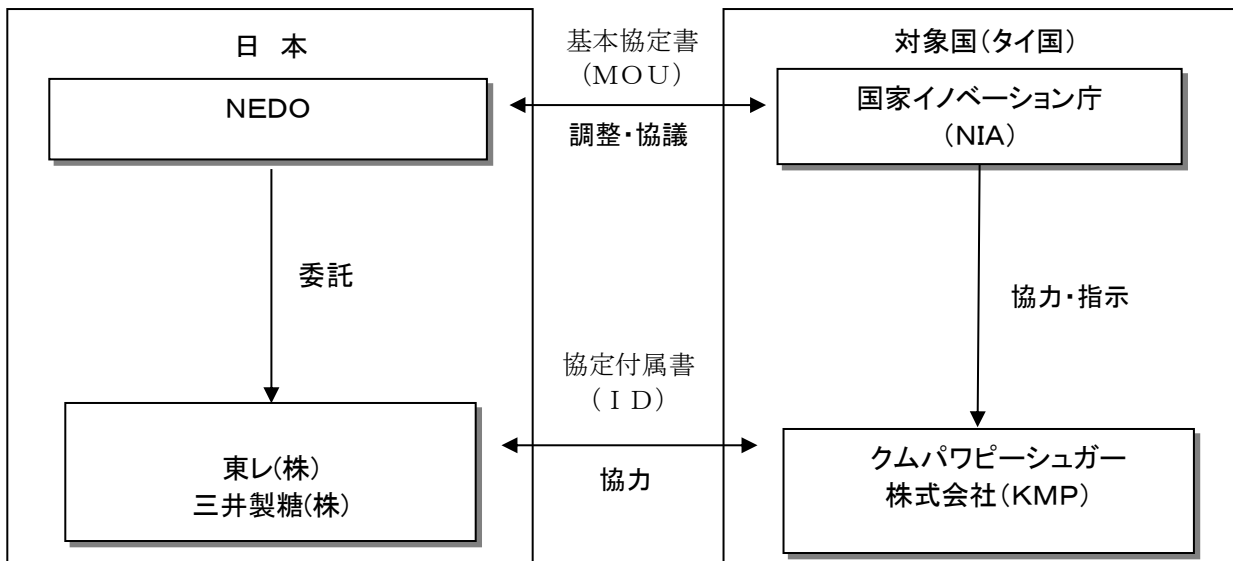 日 本
基本協定書
（ＭＯＵ）
対象国（タイ国）
NEDO
調整・協議
国家イノベーション庁
（NIA）
委託
協力・指示
協定付属書
（ＩＤ）
東レ(株)
三井製糖(株)
協力
クムパワピーシュガー
株式会社（KMP）